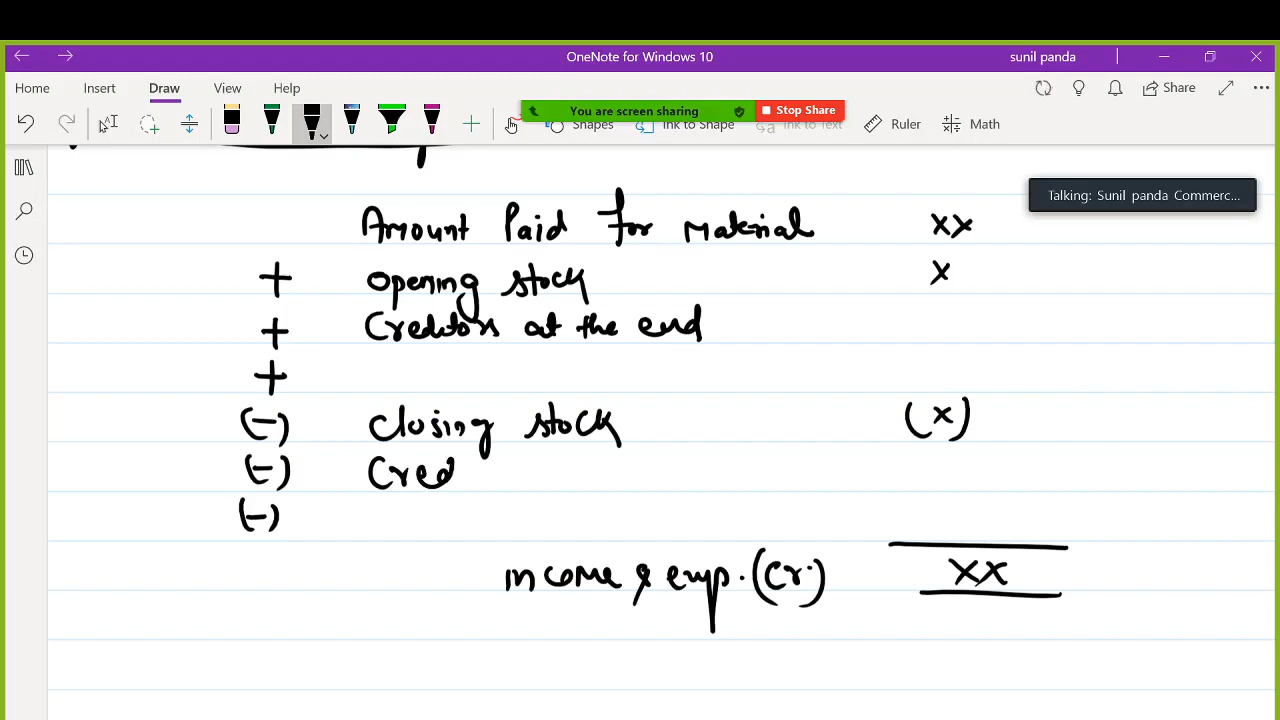 OneNote for Windows 10
sunil panda
Home Insert Draw View Help
Share
You are screen sharing
Stop Share
Shapes
Ink to Shape
Ink to Text
Ruler
Math
Talking: Sunil panda Commerc...
Amount Paid for material xx
+ opening stock x
+ Creditors at the end
+
(-) closing stock (x)
(-) Cred
(-)
income & exp. (Cr.) xx